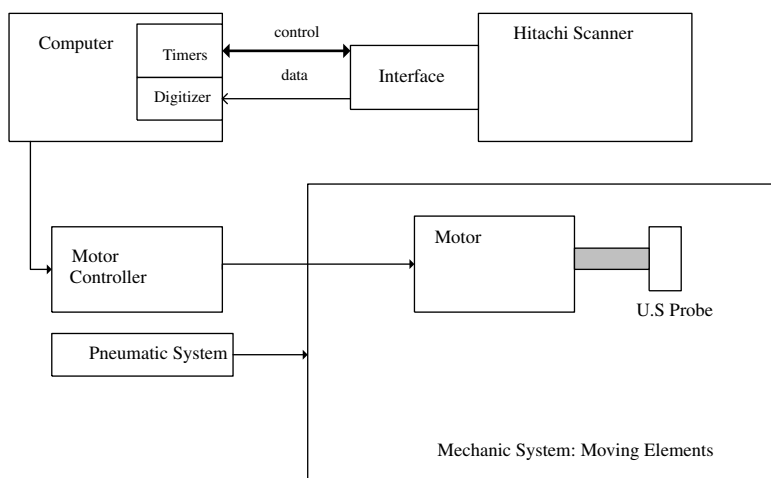 Computer
Timers
Digitizer
control
data
Interface
Hitachi Scanner
Motor
Controller
Motor
U.S Probe
Pneumatic System
Mechanic System: Moving Elements